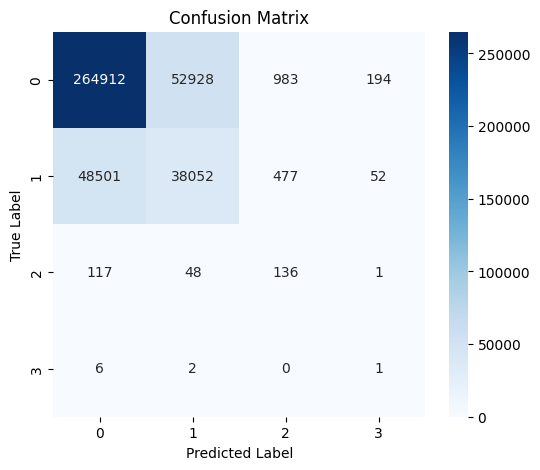 Confusion Matrix
0 264912 52928 983 194
1 48501 38052 477 52
2 117 48 136 1
3 6 2 0 1
0 1 2 3
Predicted Label
True Label
250000
200000
150000
100000
50000
0